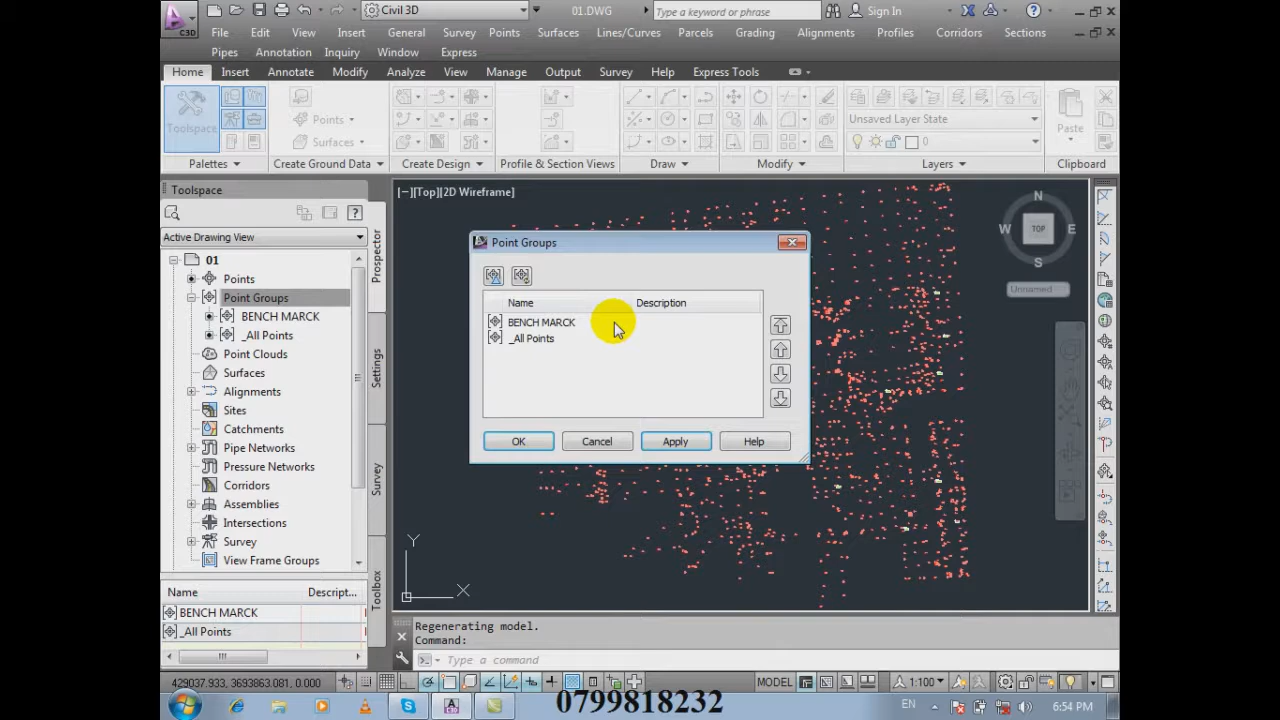 Civil 3D
01.DWG
Type a keyword or phrase
Sign In
C3D
File Edit View Insert General Survey Points Surfaces Lines/Curves Parcels Grading Alignments Profiles Corridors Sections
Pipes Annotation Inquiry Window Express
Home Insert Annotate Modify Analyze View Manage Output Survey Help Express Tools
Toolspace
Points
Surfaces
Unsaved Layer State
0
Paste
Palettes Create Ground Data Create Design Profile & Section Views Draw Modify Layers Clipboard
Toolspace
Active Drawing View
01
Points
Point Groups
BENCH MARCK
_All Points
Point Clouds
Surfaces
Alignments
Sites
Catchments
Pipe Networks
Pressure Networks
Corridors
Assemblies
Intersections
Survey
View Frame Groups
Name Descript...
BENCH MARCK
_All Points
Prospector
Settings
Survey
Toolbox
[−][Top][2D Wireframe]
N
W TOP E
S
Unnamed
Point Groups
Name Description
BENCH MARCK
_All Points
OK Cancel Apply Help
Y
X
Regenerating model.
Command:
Type a command
429037.933, 3693863.081, 0.000
MODEL
1:100
0799818232
EN
6:54 PM